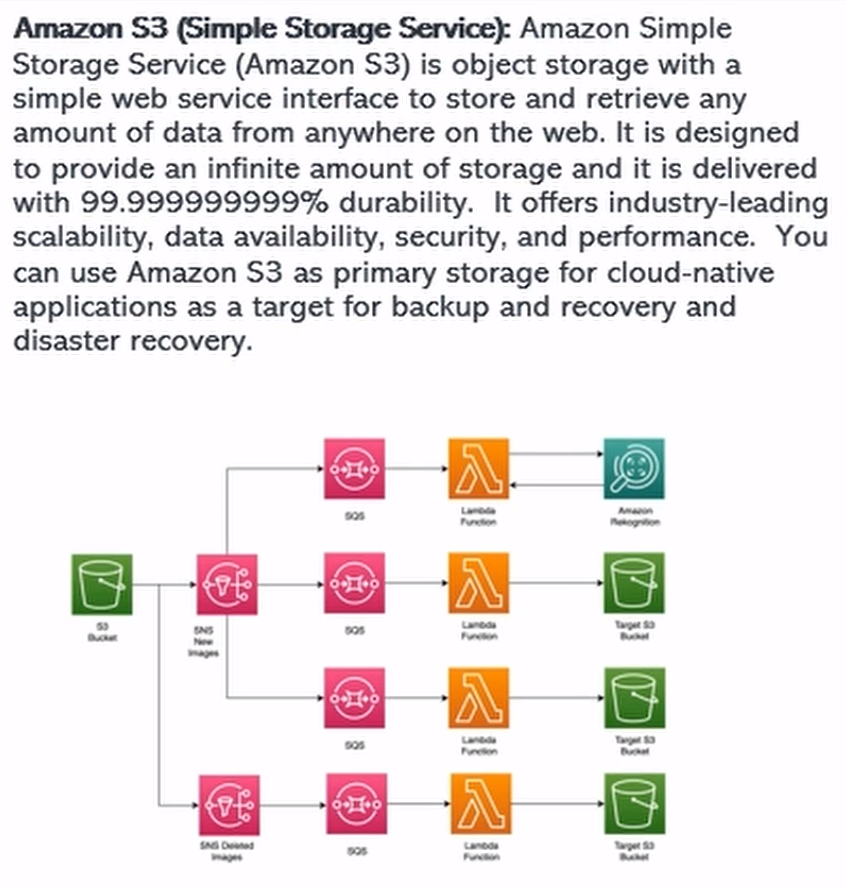 Amazon S3 (Simple Storage Service): Amazon Simple
Storage Service (Amazon S3) is object storage with a
simple web service interface to store and retrieve any
amount of data from anywhere on the web. It is designed
to provide an infinite amount of storage and it is delivered
with 99.999999999% durability.  It offers industry-leading
scalability, data availability, security, and performance.  You
can use Amazon S3 as primary storage for cloud-native
applications as a target for backup and recovery and
disaster recovery.
SQS
Lambda
Function
Amazon
Rekognition
S3
Bucket
SNS
New
Images
SQS
Lambda
Function
Target S3
Bucket
SQS
Lambda
Function
Target S3
Bucket
SNS Deleted
Images
SQS
Lambda
Function
Target S3
Bucket